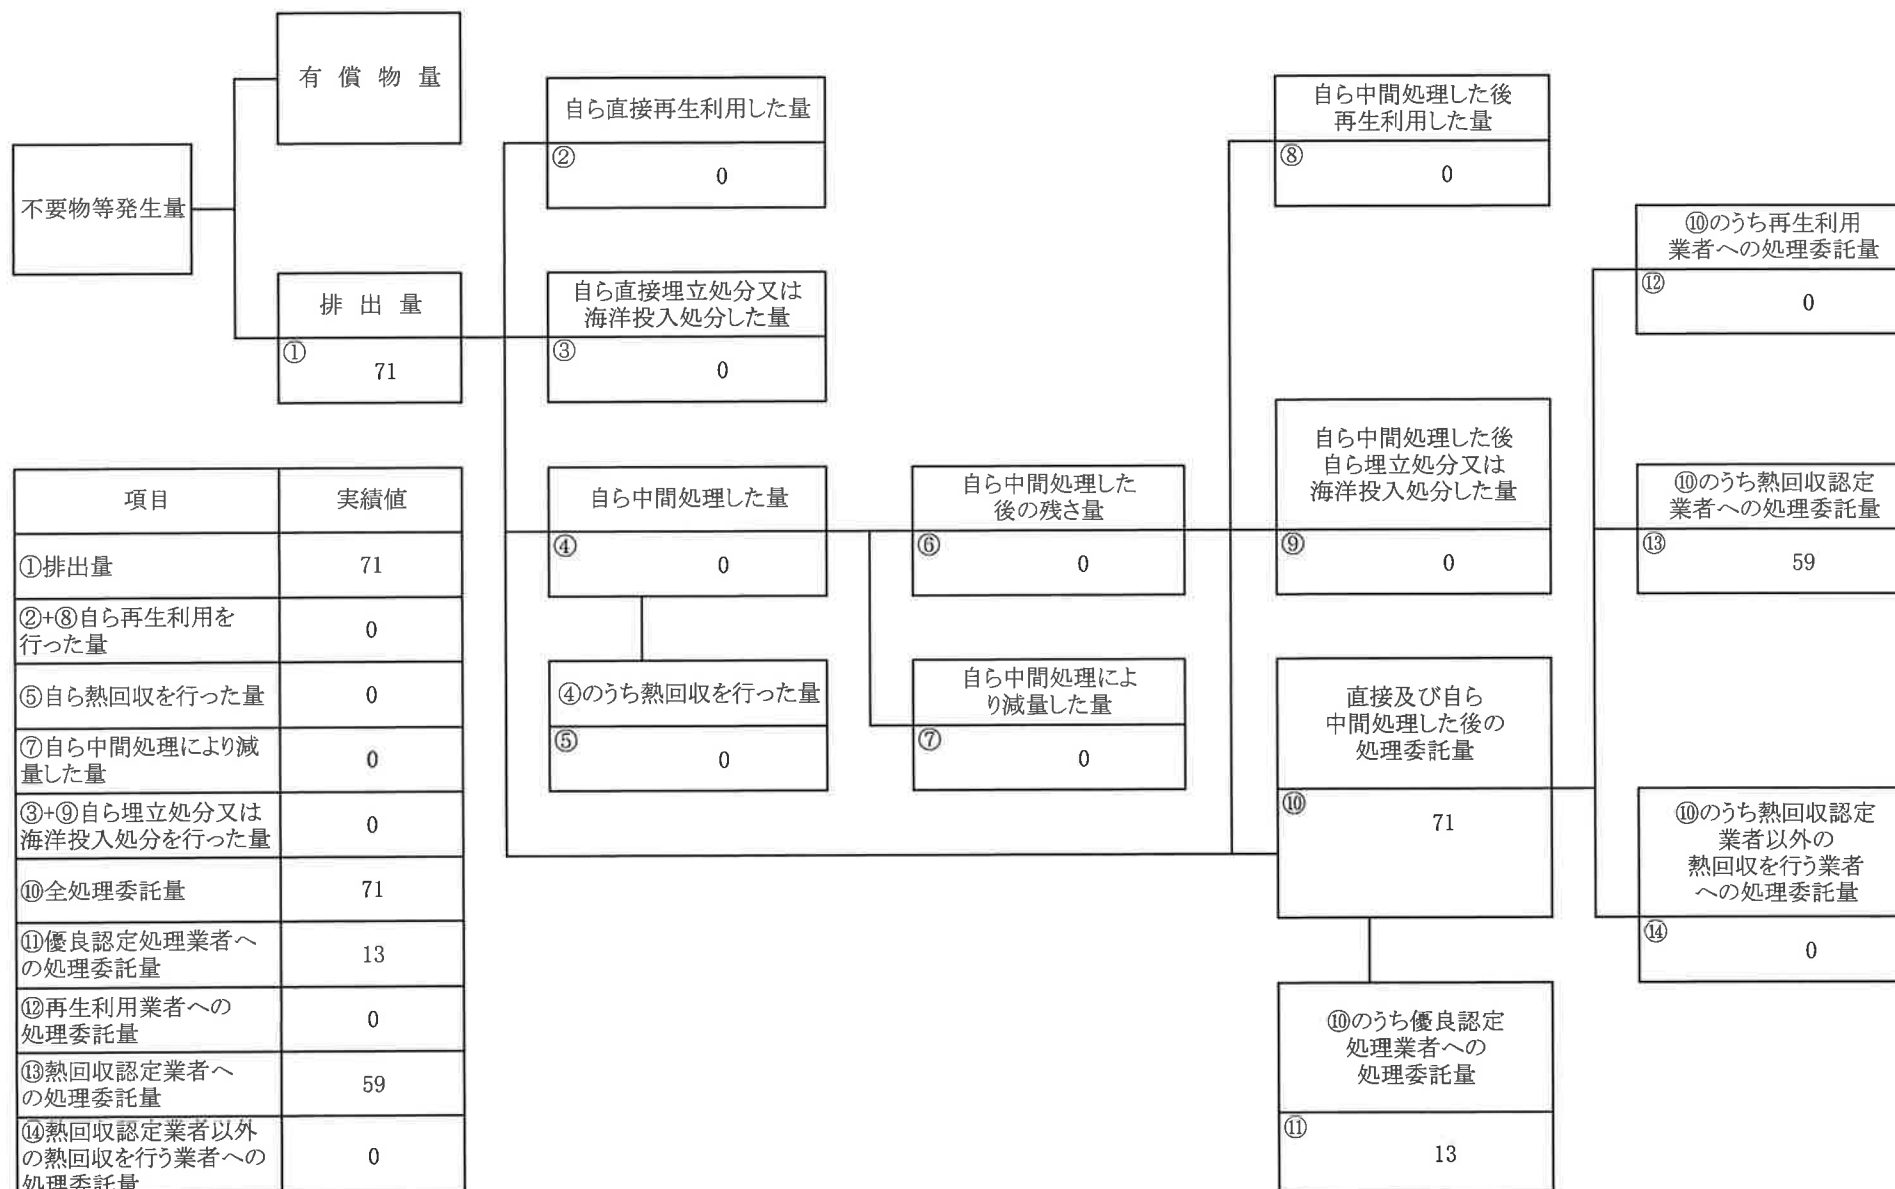 不要物等発生量
有 償 物 量
排 出 量
①
71
自ら直接再生利用した量
②
0
自ら直接埋立処分又は
海洋投入処分した量
③
0
自ら中間処理した量
④
0
④のうち熱回収を行った量
⑤
0
自ら中間処理した
後の残さ量
⑥
0
自ら中間処理によ
り減量した量
⑦
0
自ら中間処理した後
再生利用した量
⑧
0
自ら中間処理した後
自ら埋立処分又は
海洋投入処分した量
⑨
0
直接及び自ら
中間処理した後の
処理委託量
⑩
71
⑩のうち優良認定
処理業者への
処理委託量
⑪
13
⑩のうち再生利用
業者への処理委託量
⑫
0
⑩のうち熱回収認定
業者への処理委託量
⑬
59
⑩のうち熱回収認定
業者以外の
熱回収を行う業者
への処理委託量
⑭
0
項目
実績値
①排出量
71
②+⑧自ら再生利用を
行った量
0
⑤自ら熱回収を行った量
0
⑦自ら中間処理により減
量した量
0
③+⑨自ら埋立処分又は
海洋投入処分を行った量
0
⑩全処理委託量
71
⑪優良認定処理業者へ
の処理委託量
13
⑫再生利用業者への
処理委託量
0
⑬熱回収認定業者へ
の処理委託量
59
⑭熱回収認定業者以外
の熱回収を行う業者への
処理委託量
0